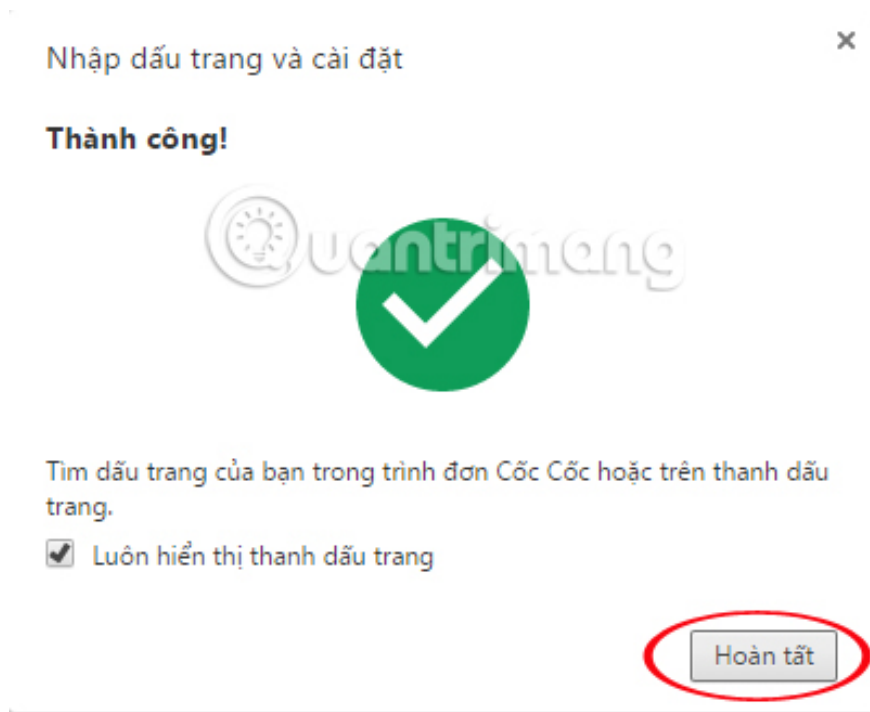 Nhập dấu trang và cài đặt
Thành công!
Quantrimang
Tìm dấu trang của bạn trong trình đơn Cốc Cốc hoặc trên thanh dấu
trang.
Luôn hiển thị thanh dấu trang
Hoàn tất